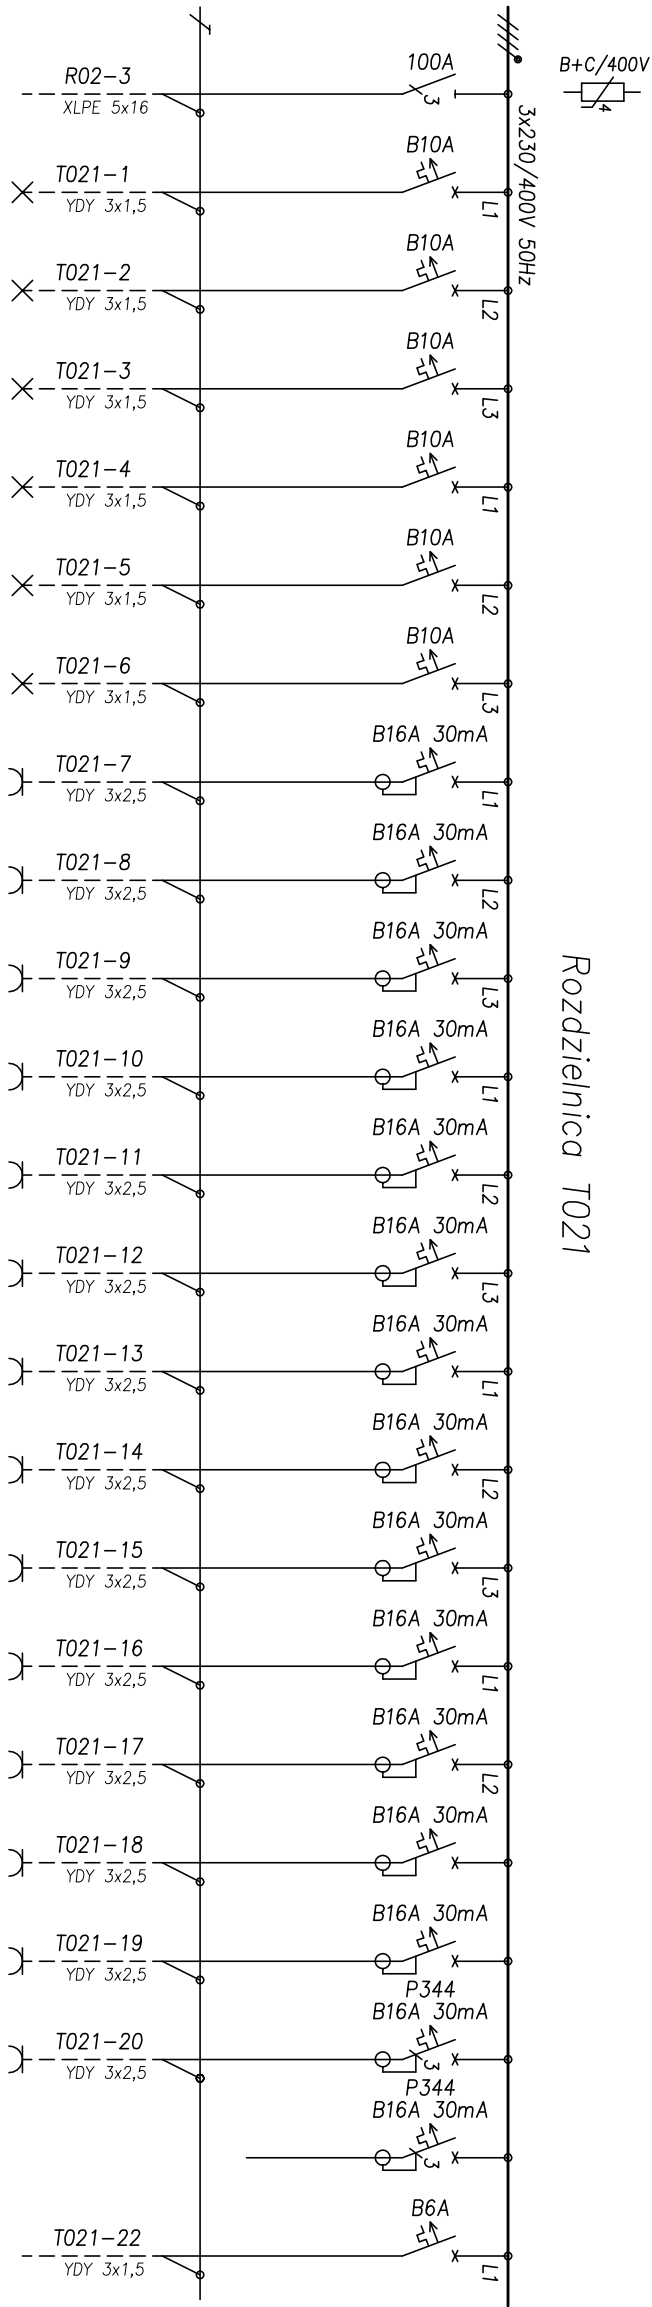 B+C/400V
4
100A
R02-3
3
XLPE 5x16
3x230/400V 50Hz
B10A
T021-1
YDY 3x1,5
L1
B10A
T021-2
YDY 3x1,5
L2
B10A
T021-3
YDY 3x1,5
L3
B10A
T021-4
YDY 3x1,5
L1
B10A
T021-5
YDY 3x1,5
L2
B10A
T021-6
YDY 3x1,5
L3
B16A 30mA
T021-7
YDY 3x2,5
L1
B16A 30mA
T021-8
YDY 3x2,5
L2
B16A 30mA
T021-9
YDY 3x2,5
L3
Rozdzielnica T021
B16A 30mA
T021-10
YDY 3x2,5
L1
B16A 30mA
T021-11
YDY 3x2,5
L2
B16A 30mA
T021-12
YDY 3x2,5
L3
B16A 30mA
T021-13
YDY 3x2,5
L1
B16A 30mA
T021-14
YDY 3x2,5
L2
B16A 30mA
T021-15
YDY 3x2,5
L3
B16A 30mA
T021-16
YDY 3x2,5
L1
B16A 30mA
T021-17
YDY 3x2,5
L2
B16A 30mA
T021-18
YDY 3x2,5
B16A 30mA
T021-19
YDY 3x2,5
P344
B16A 30mA
T021-20
3
YDY 3x2,5
P344
B16A 30mA
3
B6A
T021-22
YDY 3x1,5
L1